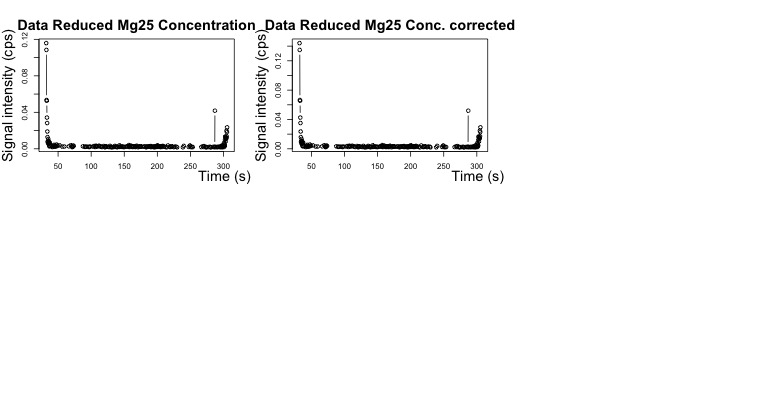 Data Reduced Mg25 Concentration
Signal intensity (cps)
0.00 0.04 0.08 0.12
50 100 150 200 250 300
Time (s)
Data Reduced Mg25 Conc. corrected
Signal intensity (cps)
0.00 0.04 0.08 0.12
50 100 150 200 250 300
Time (s)